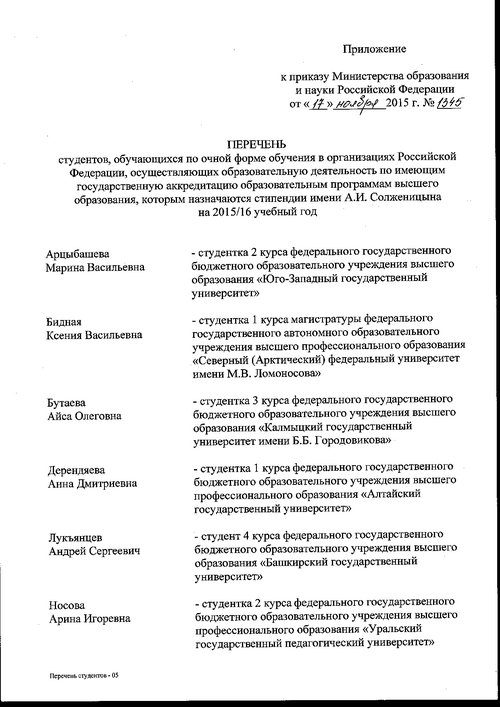 Приложение
к приказу Министерства образования
и науки Российской Федерации
от « 17 » ноября 2015 г. № 1345
ПЕРЕЧЕНЬ
студентов, обучающихся по очной форме обучения в организациях Российской
Федерации, осуществляющих образовательную деятельность по имеющим
государственную аккредитацию образовательным программам высшего
образования, которым назначаются стипендии имени А.И. Солженицына
на 2015/16 учебный год
Арцыбашева
Марина Васильевна
- студентка 2 курса федерального государственного
бюджетного образовательного учреждения высшего
образования «Юго-Западный государственный
университет»
Бидная
Ксения Васильевна
- студентка 1 курса магистратуры федерального
государственного автономного образовательного
учреждения высшего профессионального образования
«Северный (Арктический) федеральный университет
имени М.В. Ломоносова»
Бутаева
Айса Олеговна
- студентка 3 курса федерального государственного
бюджетного образовательного учреждения высшего
образования «Калмыцкий государственный
университет имени Б.Б. Городовикова»
Дерендяева
Анна Дмитриевна
- студентка 1 курса федерального государственного
бюджетного образовательного учреждения высшего
профессионального образования «Алтайский
государственный университет»
Лукъянцев
Андрей Сергеевич
- студент 4 курса федерального государственного
бюджетного образовательного учреждения высшего
образования «Башкирский государственный
университет»
Носова
Арина Игоревна
- студентка 2 курса федерального государственного
бюджетного образовательного учреждения высшего
профессионального образования «Уральский
государственный педагогический университет»
Перечень студентов - 05